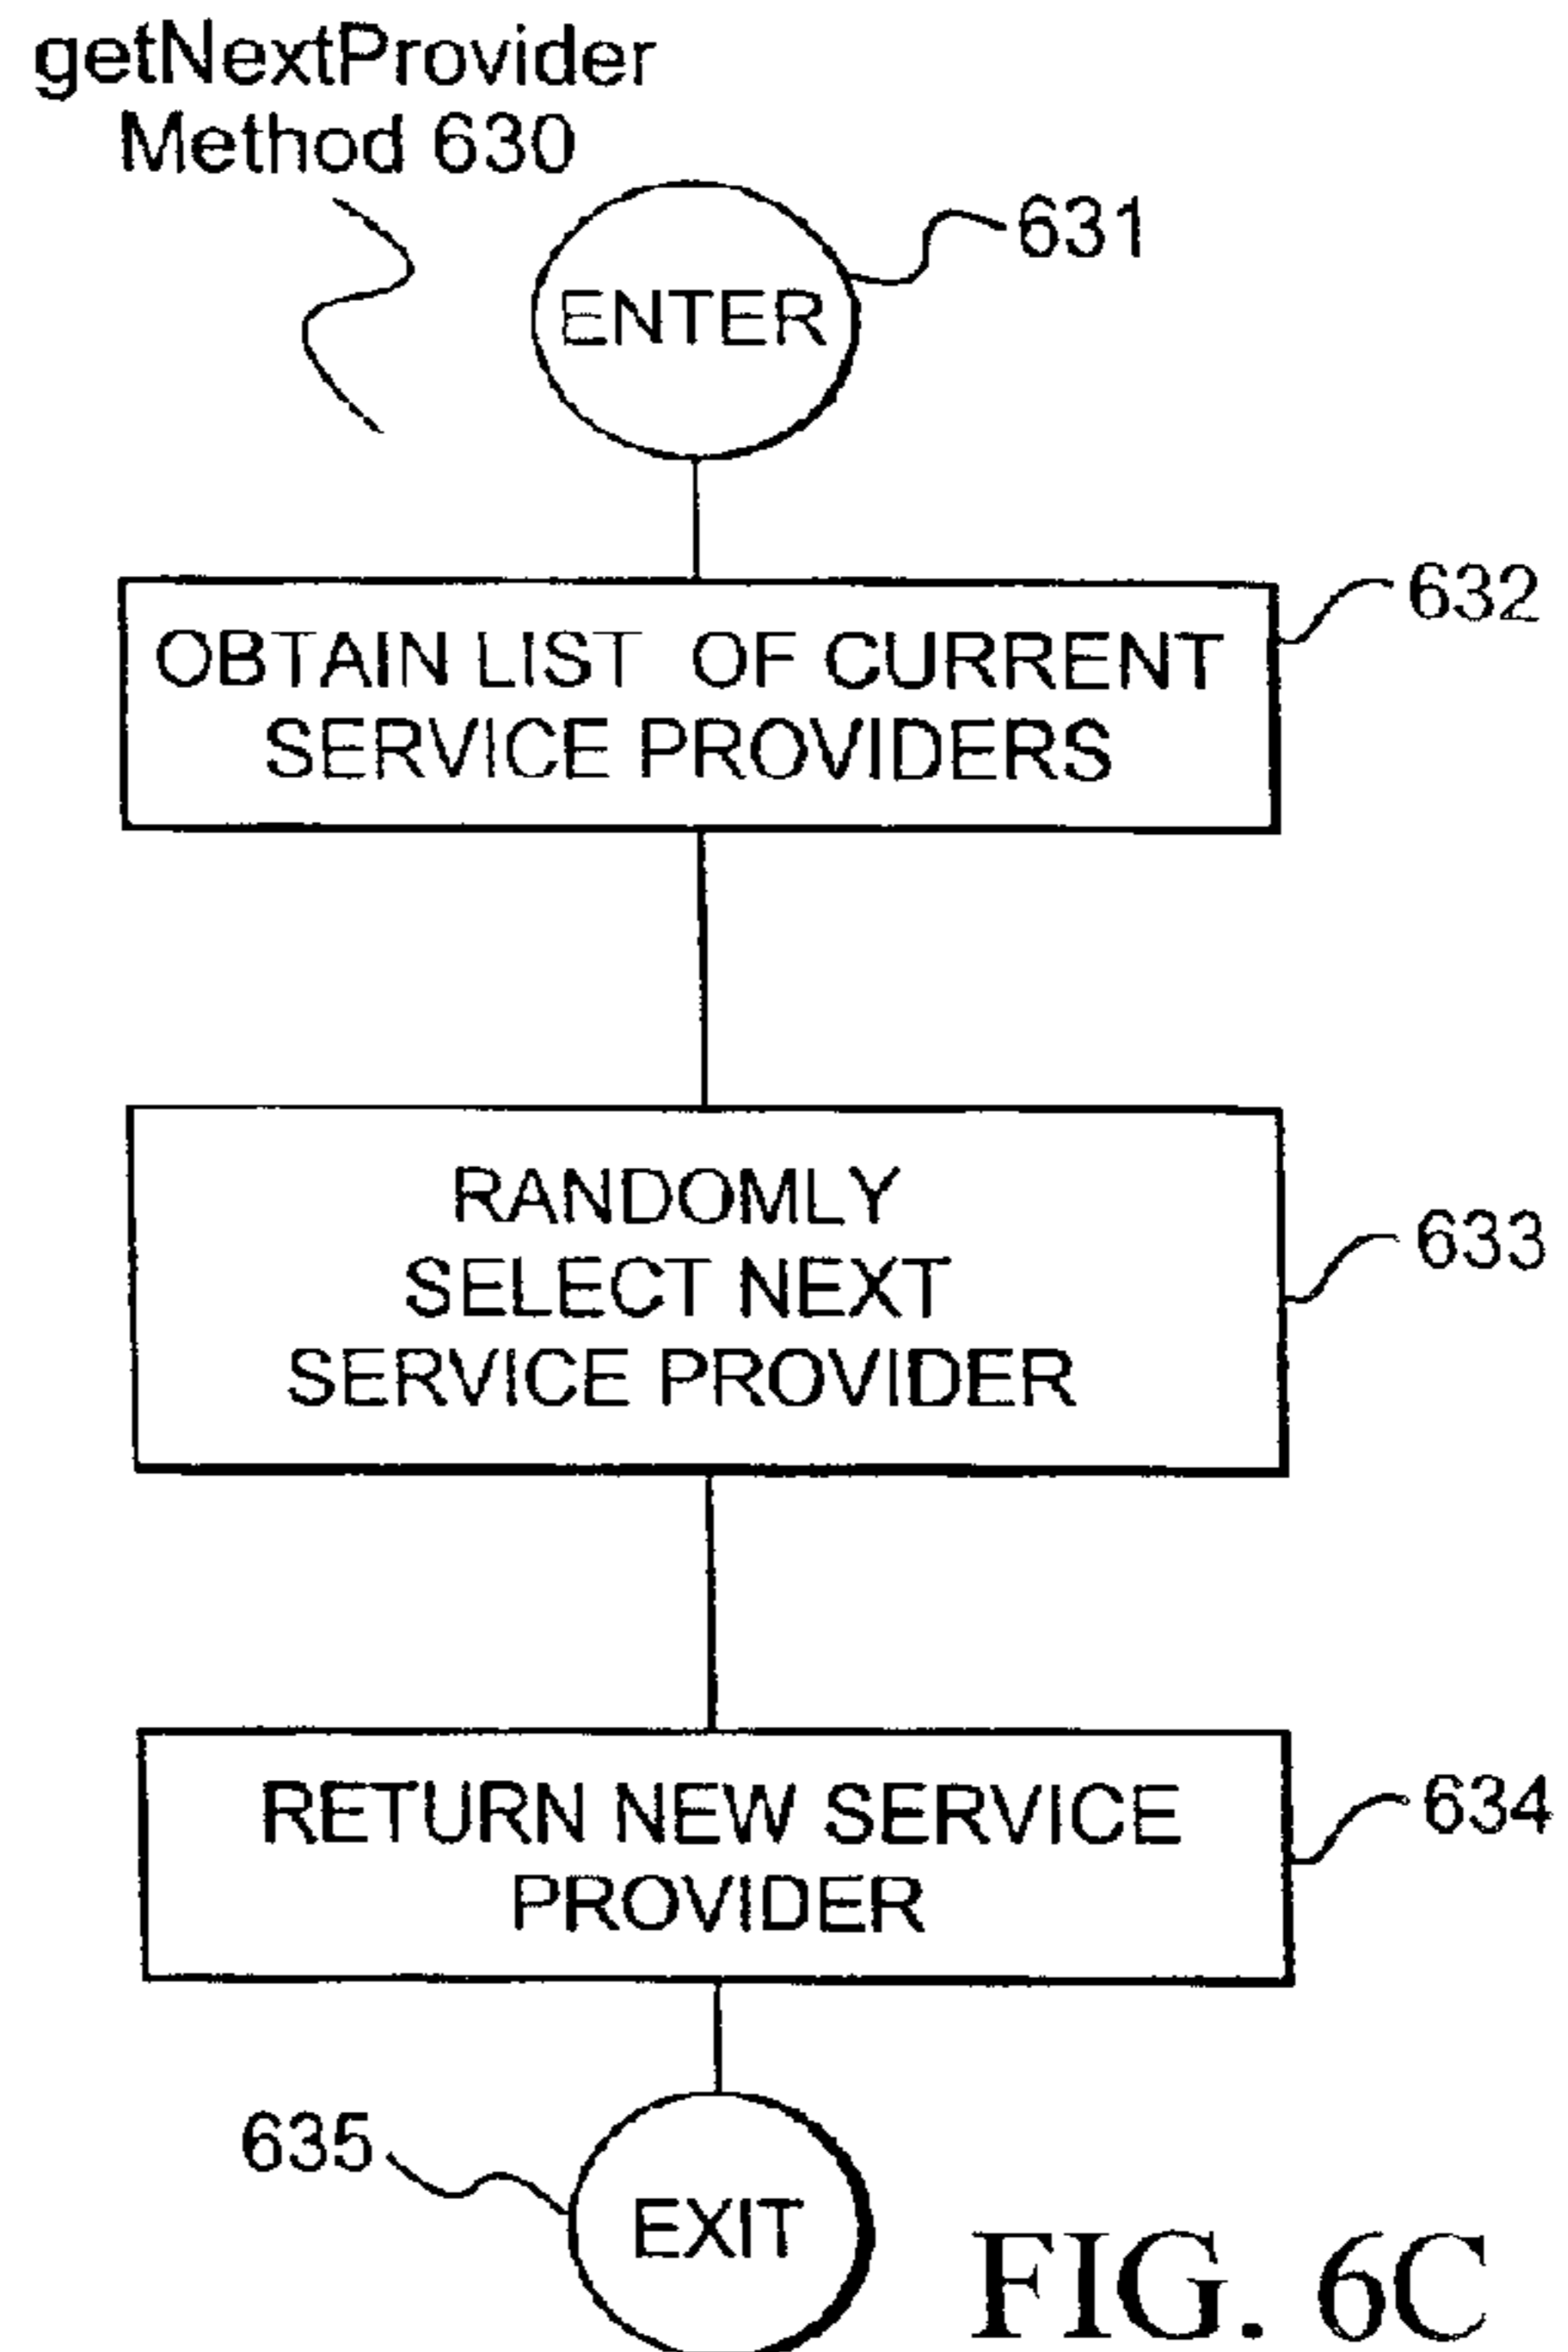 getNextProvider
Method 630
631
ENTER
632
OBTAIN LIST OF CURRENT
SERVICE PROVIDERS
RANDOMLY
633
SELECT NEXT
SERVICE PROVIDER
634
RETURN NEW SERVICE
PROVIDER
635
EXIT
FIG. 6C